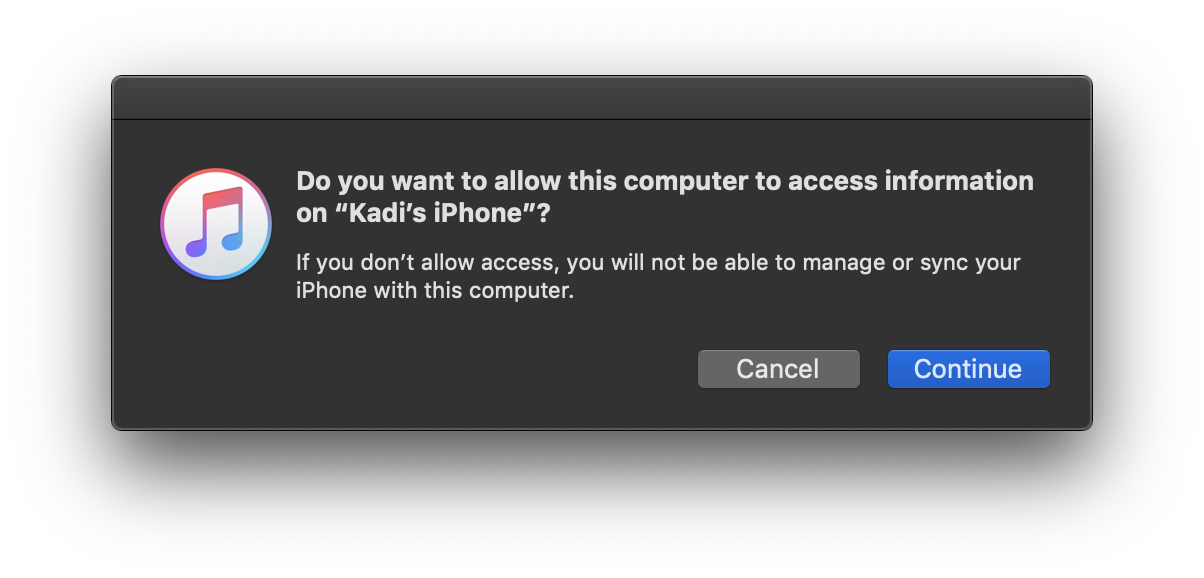 Do you want to allow this computer to access information
on “Kadi’s iPhone”?
If you don’t allow access, you will not be able to manage or sync your
iPhone with this computer.
Cancel
Continue